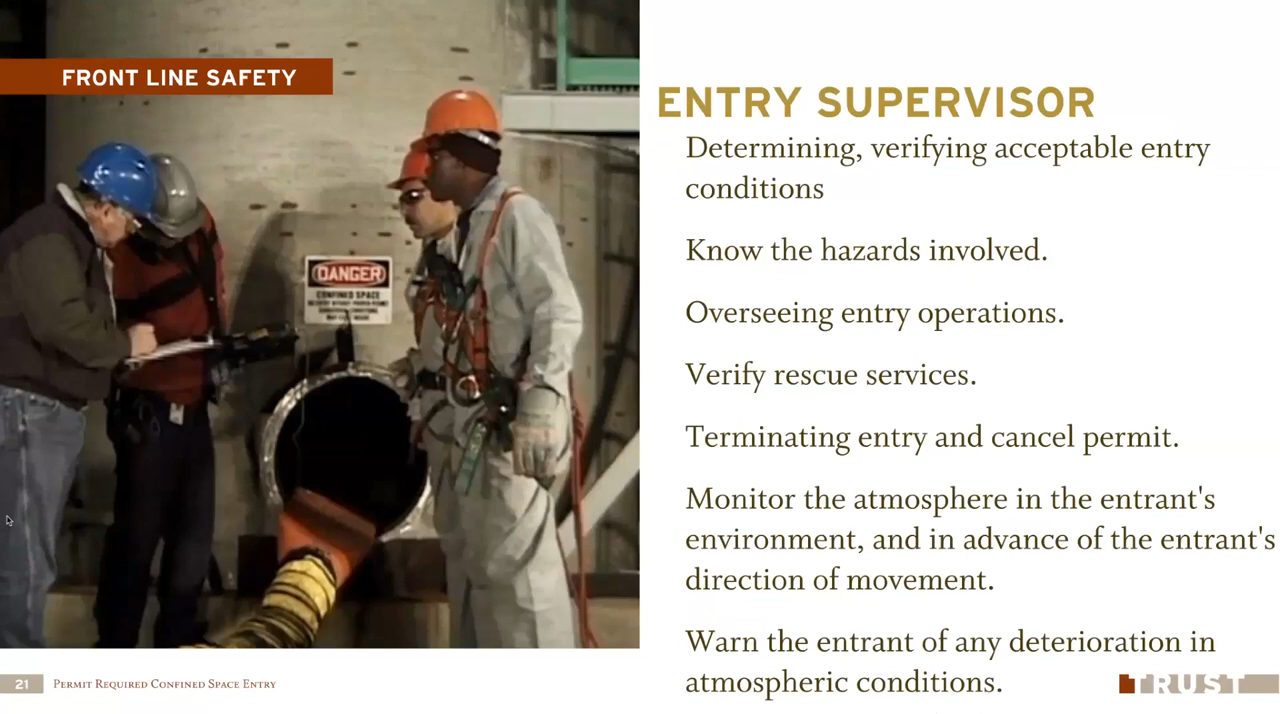 FRONT LINE SAFETY
DANGER
CONFINED SPACE
ENTRY SUPERVISOR
Determining, verifying acceptable entry
conditions
Know the hazards involved.
Overseeing entry operations.
Verify rescue services.
Terminating entry and cancel permit.
Monitor the atmosphere in the entrant's
environment, and in advance of the entrant's
direction of movement.
Warn the entrant of any deterioration in
atmospheric conditions.
21 PERMIT REQUIRED CONFINED SPACE ENTRY
TRUST